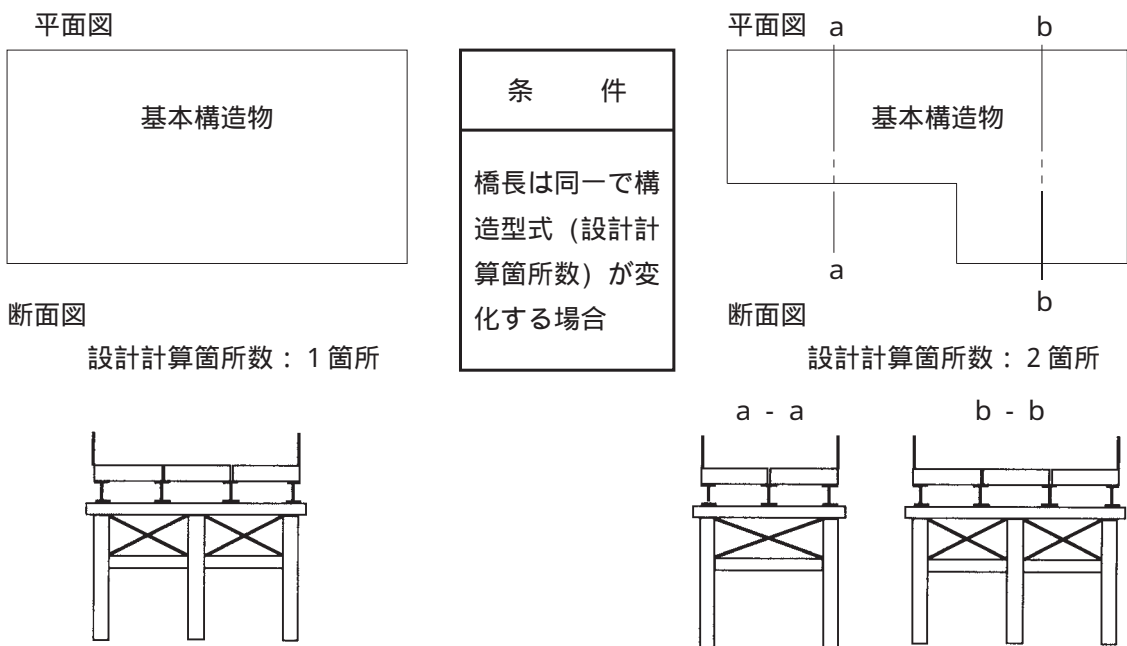 平面図
基本構造物
断面図
設計計算箇所数：1箇所
条　件
橋長は同一で構
造型式（設計計
算箇所数）が変
化する場合
平面図
a
b
基本構造物
a
b
断面図
設計計算箇所数：2箇所
a - a
b - b